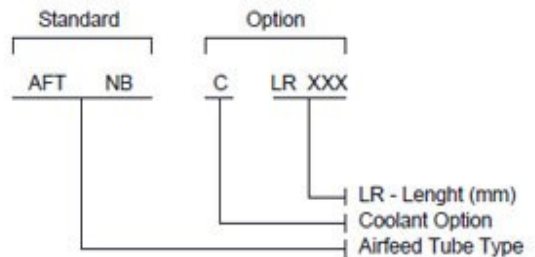 Standard Option
AFT NB C LR XXX
LR - Lenght (mm)
Coolant Option
Airfeed Tube Type